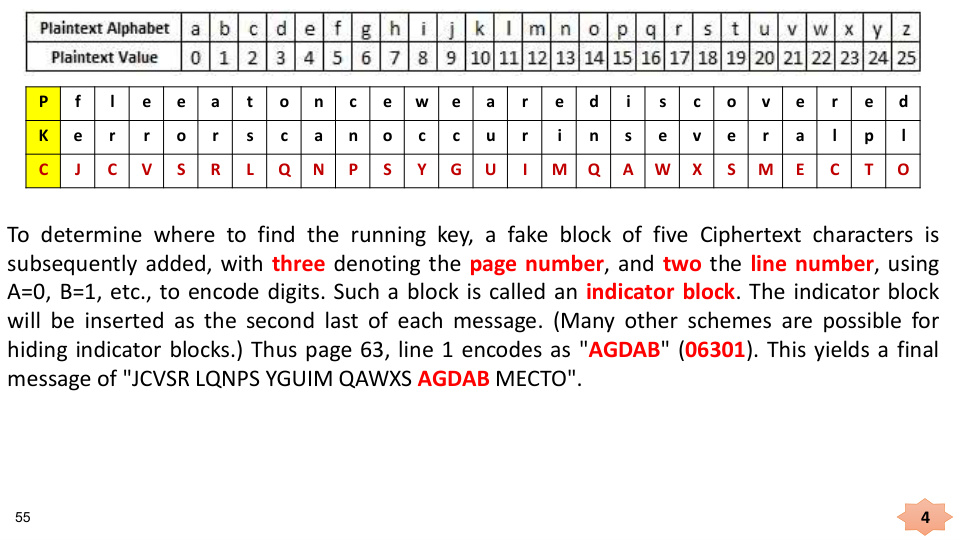 Plaintext Alphabet a b c d e f g h i j k l m n o p q r s t u v w x y z
Plaintext Value 0 1 2 3 4 5 6 7 8 9 10 11 12 13 14 15 16 17 18 19 20 21 22 23 24 25
P f l e e a t o n c e w e a r e d i s c o v e r e d
K e r r o r s c a n o c c u r i n s e v e r a l p l
C J C V S R L Q N P S Y G U I M Q A W X S M E C T O
To determine where to find the running key, a fake block of five Ciphertext characters is
subsequently added, with three denoting the page number, and two the line number, using
A=0, B=1, etc., to encode digits. Such a block is called an indicator block. The indicator block
will be inserted as the second last of each message. (Many other schemes are possible for
hiding indicator blocks.) Thus page 63, line 1 encodes as "AGDAB" (06301). This yields a final
message of "JCVSR LQNPS YGUIM QAWXS AGDAB MECTO".
55
4